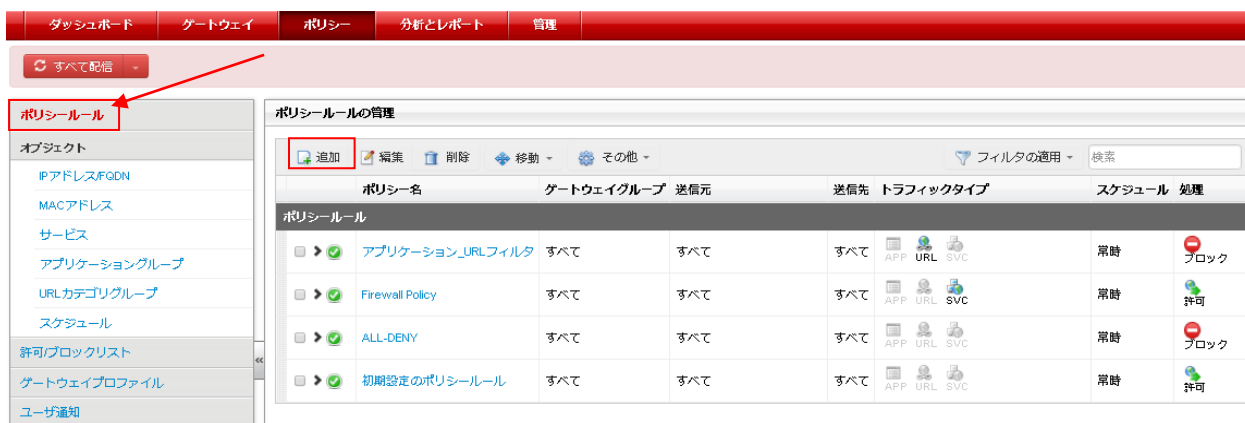 ダッシュボード ゲートウェイ ポリシー 分析とレポート 管理
すべて配信
ポリシールール
オブジェクト
IPアドレス/FQDN
MACアドレス
サービス
アプリケーショングループ
URLカテゴリグループ
スケジュール
許可/ブロックリスト
ゲートウェイプロファイル
ユーザ通知
ポリシールールの管理
追加 編集 削除 移動 その他 フィルタの適用 検索
ポリシー名 ゲートウェイグループ 送信元 送信先 トラフィックタイプ スケジュール 処理
ポリシールール
アプリケーション_URLフィルタ すべて すべて すべて APP URL SVC 常時 ブロック
Firewall Policy すべて すべて すべて APP URL SVC 常時 許可
ALL-DENY すべて すべて すべて APP URL SVC 常時 ブロック
初期設定のポリシールール すべて すべて すべて APP URL SVC 常時 許可